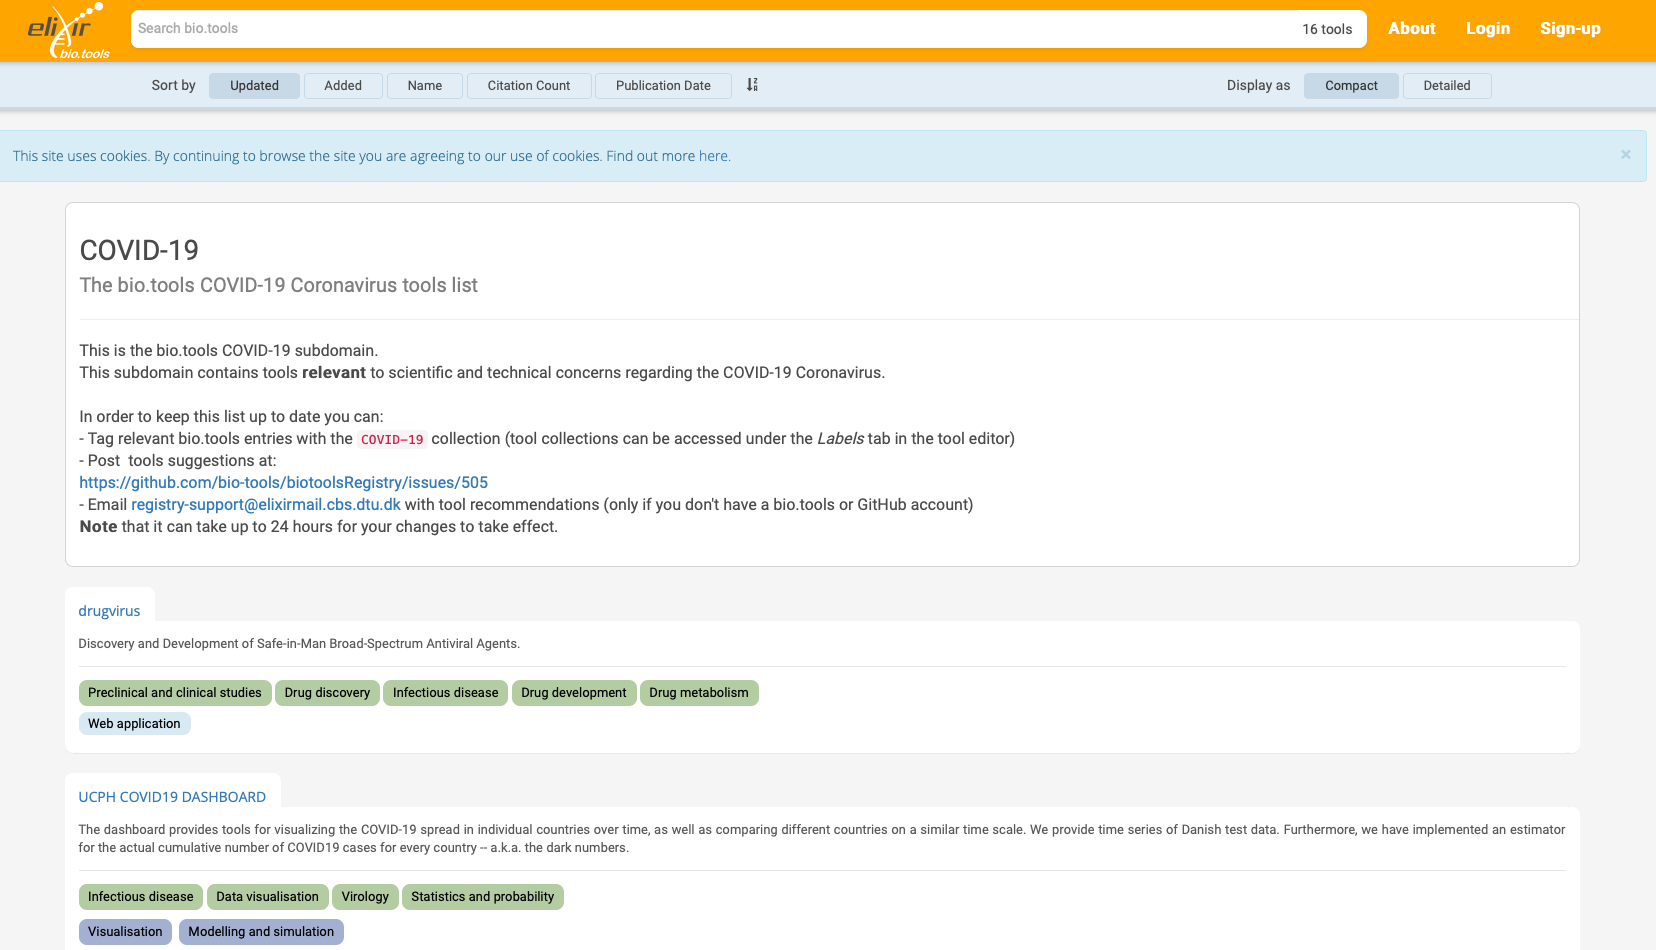 elixir
bio.tools
Search bio.tools
16 tools
About
Login
Sign-up
Sort by
Updated
Added
Name
Citation Count
Publication Date
Display as
Compact
Detailed
This site uses cookies. By continuing to browse the site you are agreeing to our use of cookies. Find out more here.
×
COVID-19
The bio.tools COVID-19 Coronavirus tools list
This is the bio.tools COVID-19 subdomain.
This subdomain contains tools relevant to scientific and technical concerns regarding the COVID-19 Coronavirus.
In order to keep this list up to date you can:
- Tag relevant bio.tools entries with the COVID-19 collection (tool collections can be accessed under the Labels tab in the tool editor)
- Post tools suggestions at:
https://github.com/bio-tools/biotoolsRegistry/issues/505
- Email registry-support@elixirmail.cbs.dtu.dk with tool recommendations (only if you don't have a bio.tools or GitHub account)
Note that it can take up to 24 hours for your changes to take effect.
drugvirus
Discovery and Development of Safe-in-Man Broad-Spectrum Antiviral Agents.
Preclinical and clinical studies
Drug discovery
Infectious disease
Drug development
Drug metabolism
Web application
UCPH COVID19 DASHBOARD
The dashboard provides tools for visualizing the COVID-19 spread in individual countries over time, as well as comparing different countries on a similar time scale. We provide time series of Danish test data. Furthermore, we have implemented an estimator
for the actual cumulative number of COVID19 cases for every country -- a.k.a. the dark numbers.
Infectious disease
Data visualisation
Virology
Statistics and probability
Visualisation
Modelling and simulation